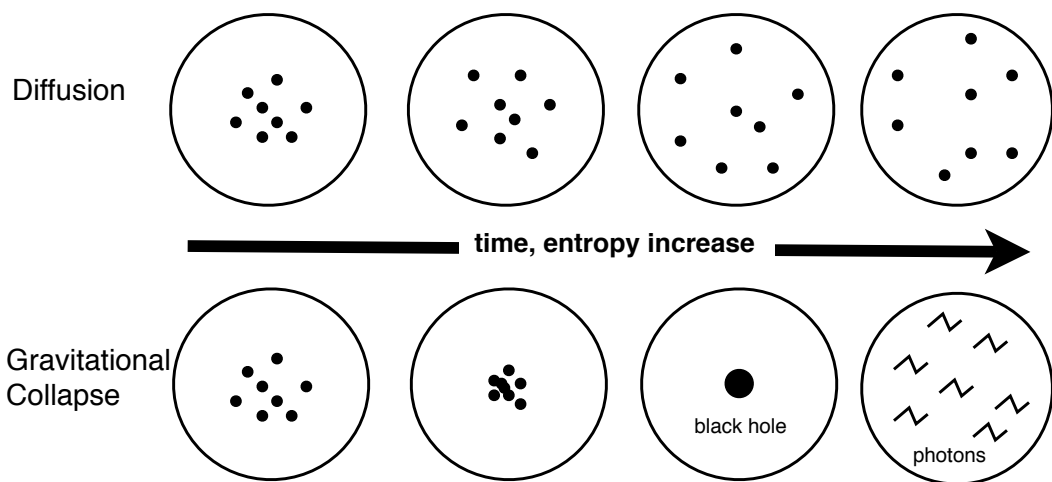 Diffusion
time, entropy increase
Gravitational
Collapse
black hole
photons